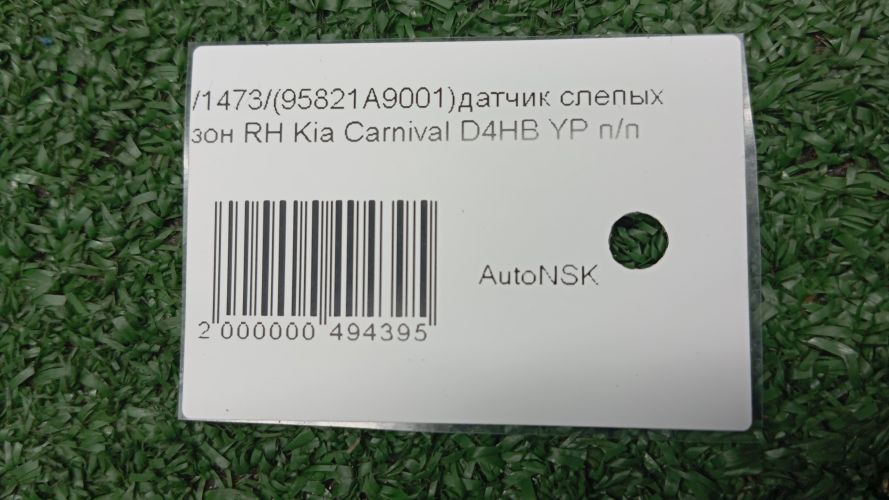 /1473/(95821A9001)датчик слепых
зон RH Kia Carnival D4HB YP п/п
AutoNSK
2 000000 494395